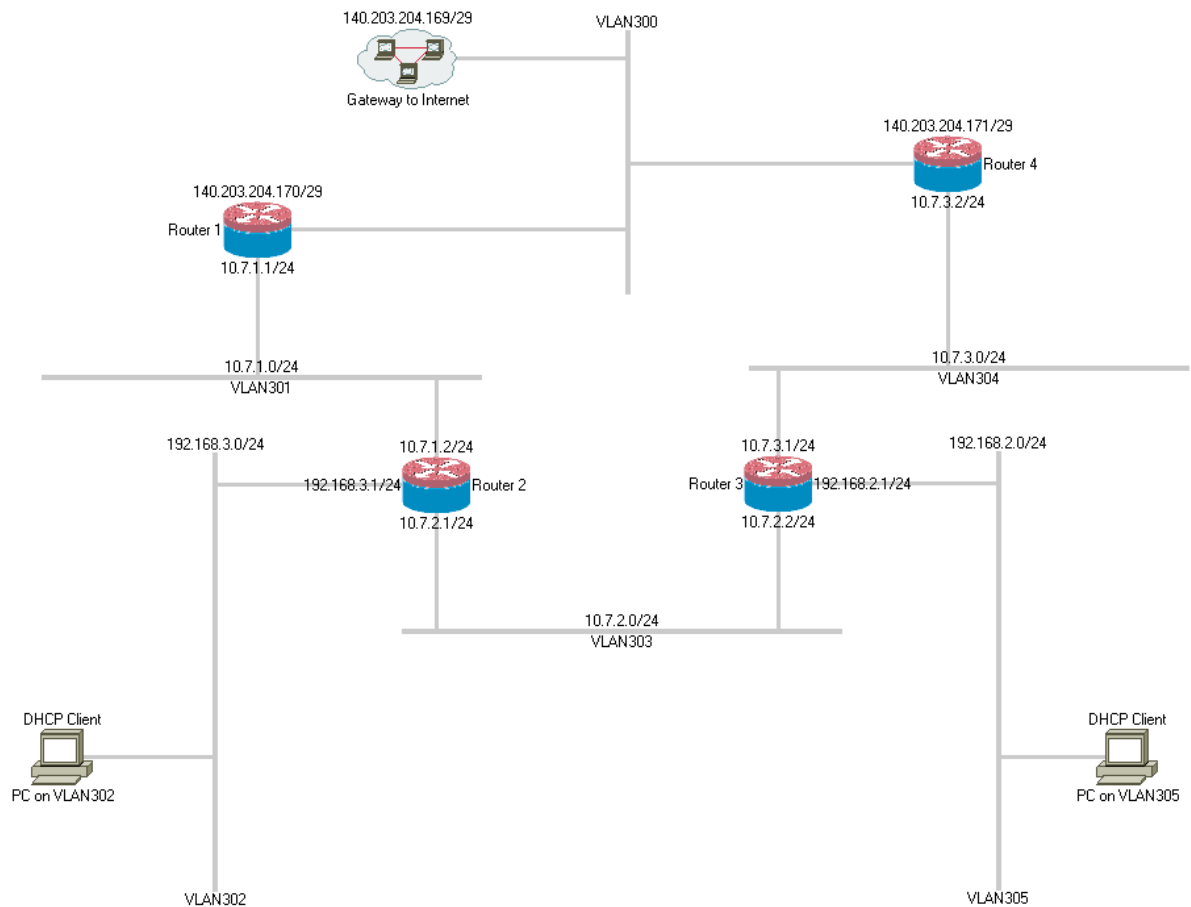 140.203.204.169/29
VLAN300
Gateway to Internet
140.203.204.171/29
Router 4
10.7.3.2/24
140.203.204.170/29
Router 1
10.7.1.1/24
10.7.1.0/24
VLAN301
10.7.3.0/24
VLAN304
192.168.3.0/24
10.7.1.2/24
10.7.3.1/24
192.168.2.0/24
192.168.3.1/24
Router 2
Router 3
192.168.2.1/24
10.7.2.1/24
10.7.2.2/24
10.7.2.0/24
VLAN303
DHCP Client
PC on VLAN302
DHCP Client
PC on VLAN305
VLAN302
VLAN305